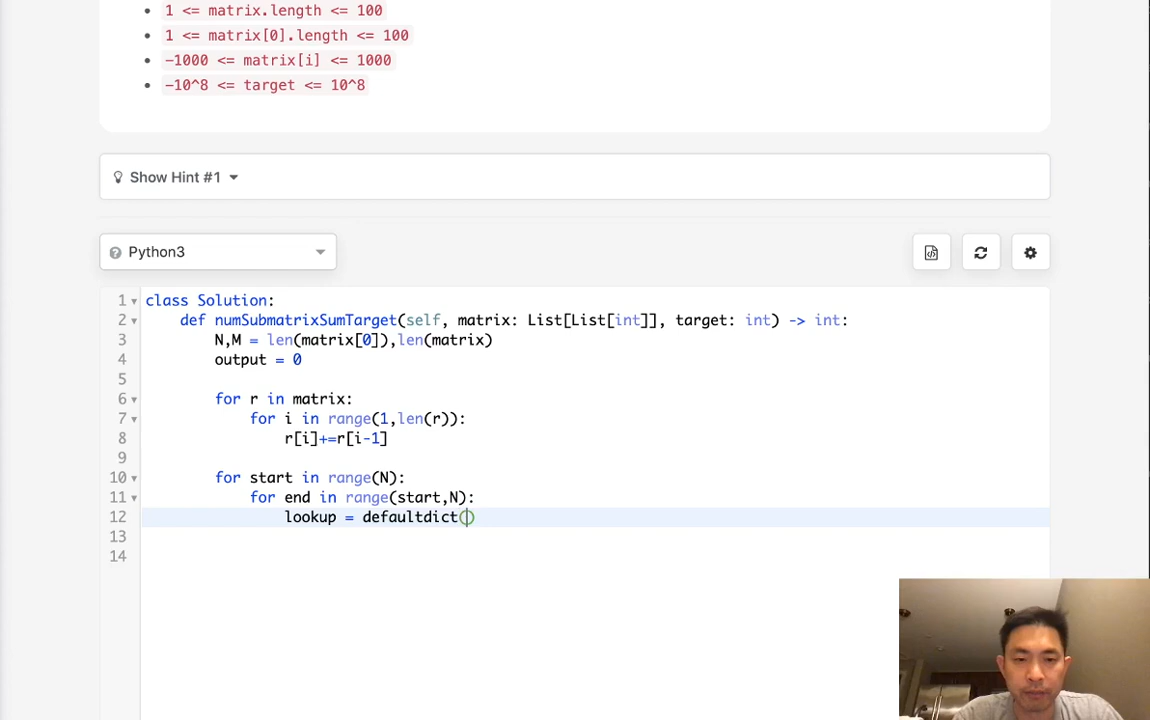 1 <= matrix.length <= 100
1 <= matrix[0].length <= 100
-1000 <= matrix[i] <= 1000
-10^8 <= target <= 10^8
Show Hint #1
Python3
1 class Solution:
2 def numSubmatrixSumTarget(self, matrix: List[List[int]], target: int) -> int:
3 N,M = len(matrix[0]),len(matrix)
4 output = 0
5
6 for r in matrix:
7 for i in range(1,len(r)):
8 r[i]+=r[i-1]
9
10 for start in range(N):
11 for end in range(start,N):
12 lookup = defaultdict()
13
14